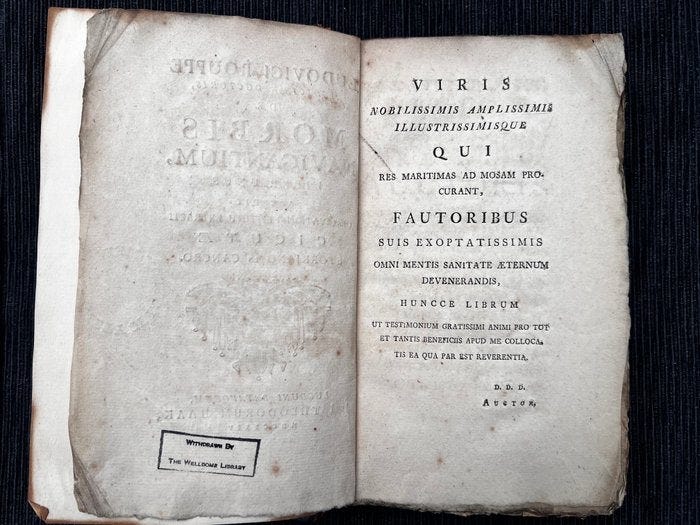 WITHDRAWN BY
THE WELLCOME LIBRARY
VIRIS
NOBILISSIMIS AMPLISSIMIS
ILLUSTRISSIMISQUE
QUI
RES MARITIMAS AD MOSAM PRO-
CURANT,
FAUTORIBUS
SUIS EXOPTATISSIMIS
OMNI MENTIS SANITATE ÆTERNUM
DEVENERANDIS,
HUNCCE LIBRUM
UT TESTIMONIUM GRATISSIMI ANIMI PRO TOT
ET TANTIS BENEFICIIS APUD ME COLLOCA-
TIS EA QUA PAR EST REVERENTIA.
D. D. D.
AUCTOR,